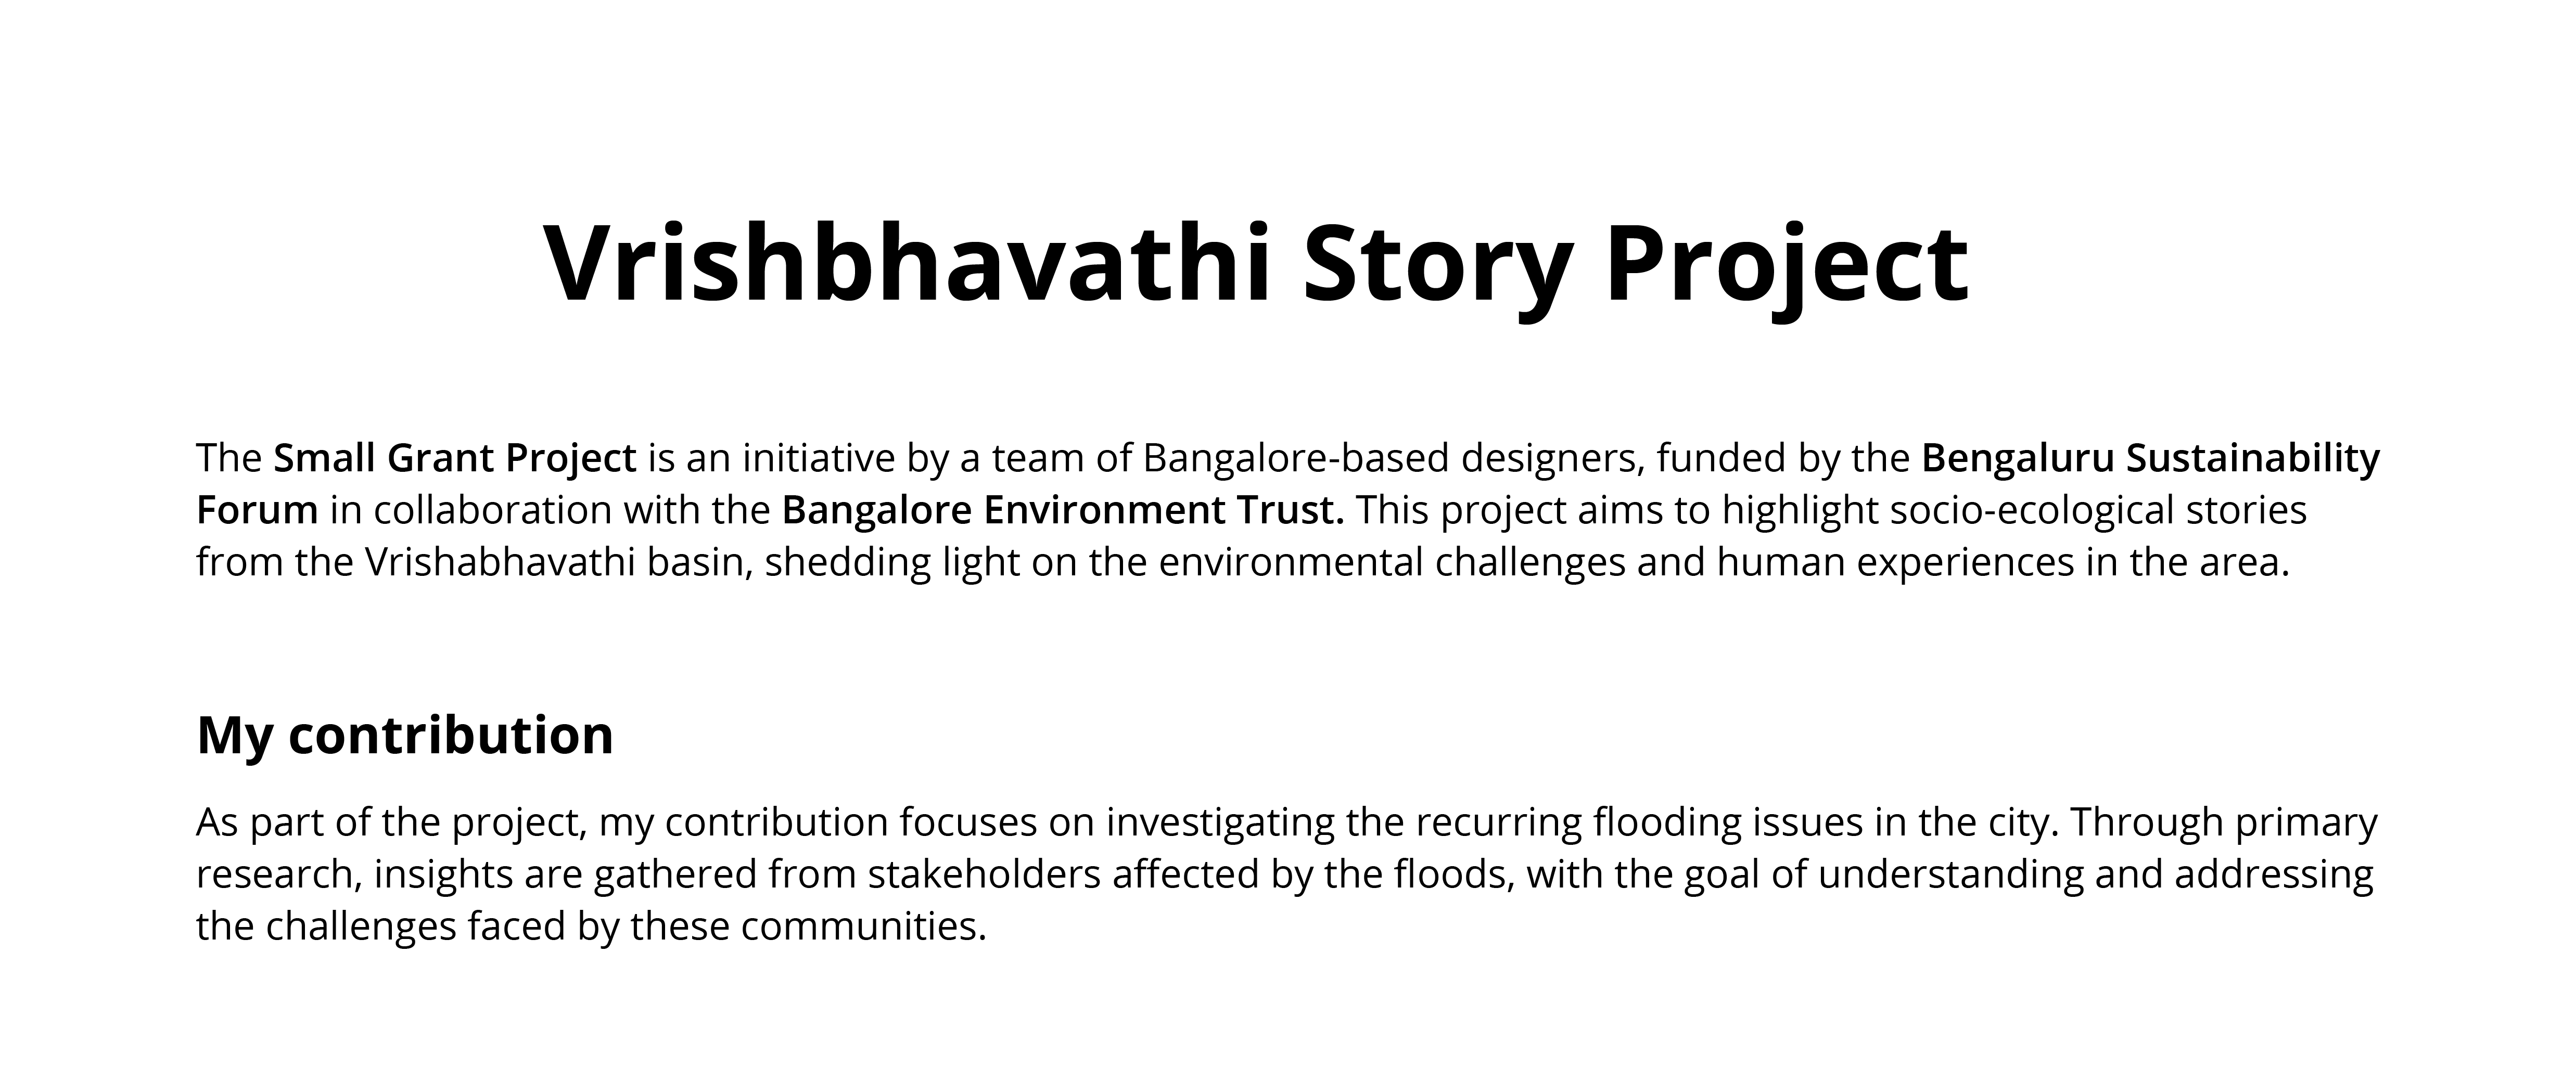 Vrishbhavathi Story Project
The Small Grant Project is an initiative by a team of Bangalore-based designers, funded by the Bengaluru Sustainability
Forum in collaboration with the Bangalore Environment Trust. This project aims to highlight socio-ecological stories
from the Vrishabhavathi basin, shedding light on the environmental challenges and human experiences in the area.
My contribution
As part of the project, my contribution focuses on investigating the recurring flooding issues in the city. Through primary
research, insights are gathered from stakeholders affected by the floods, with the goal of understanding and addressing
the challenges faced by these communities.